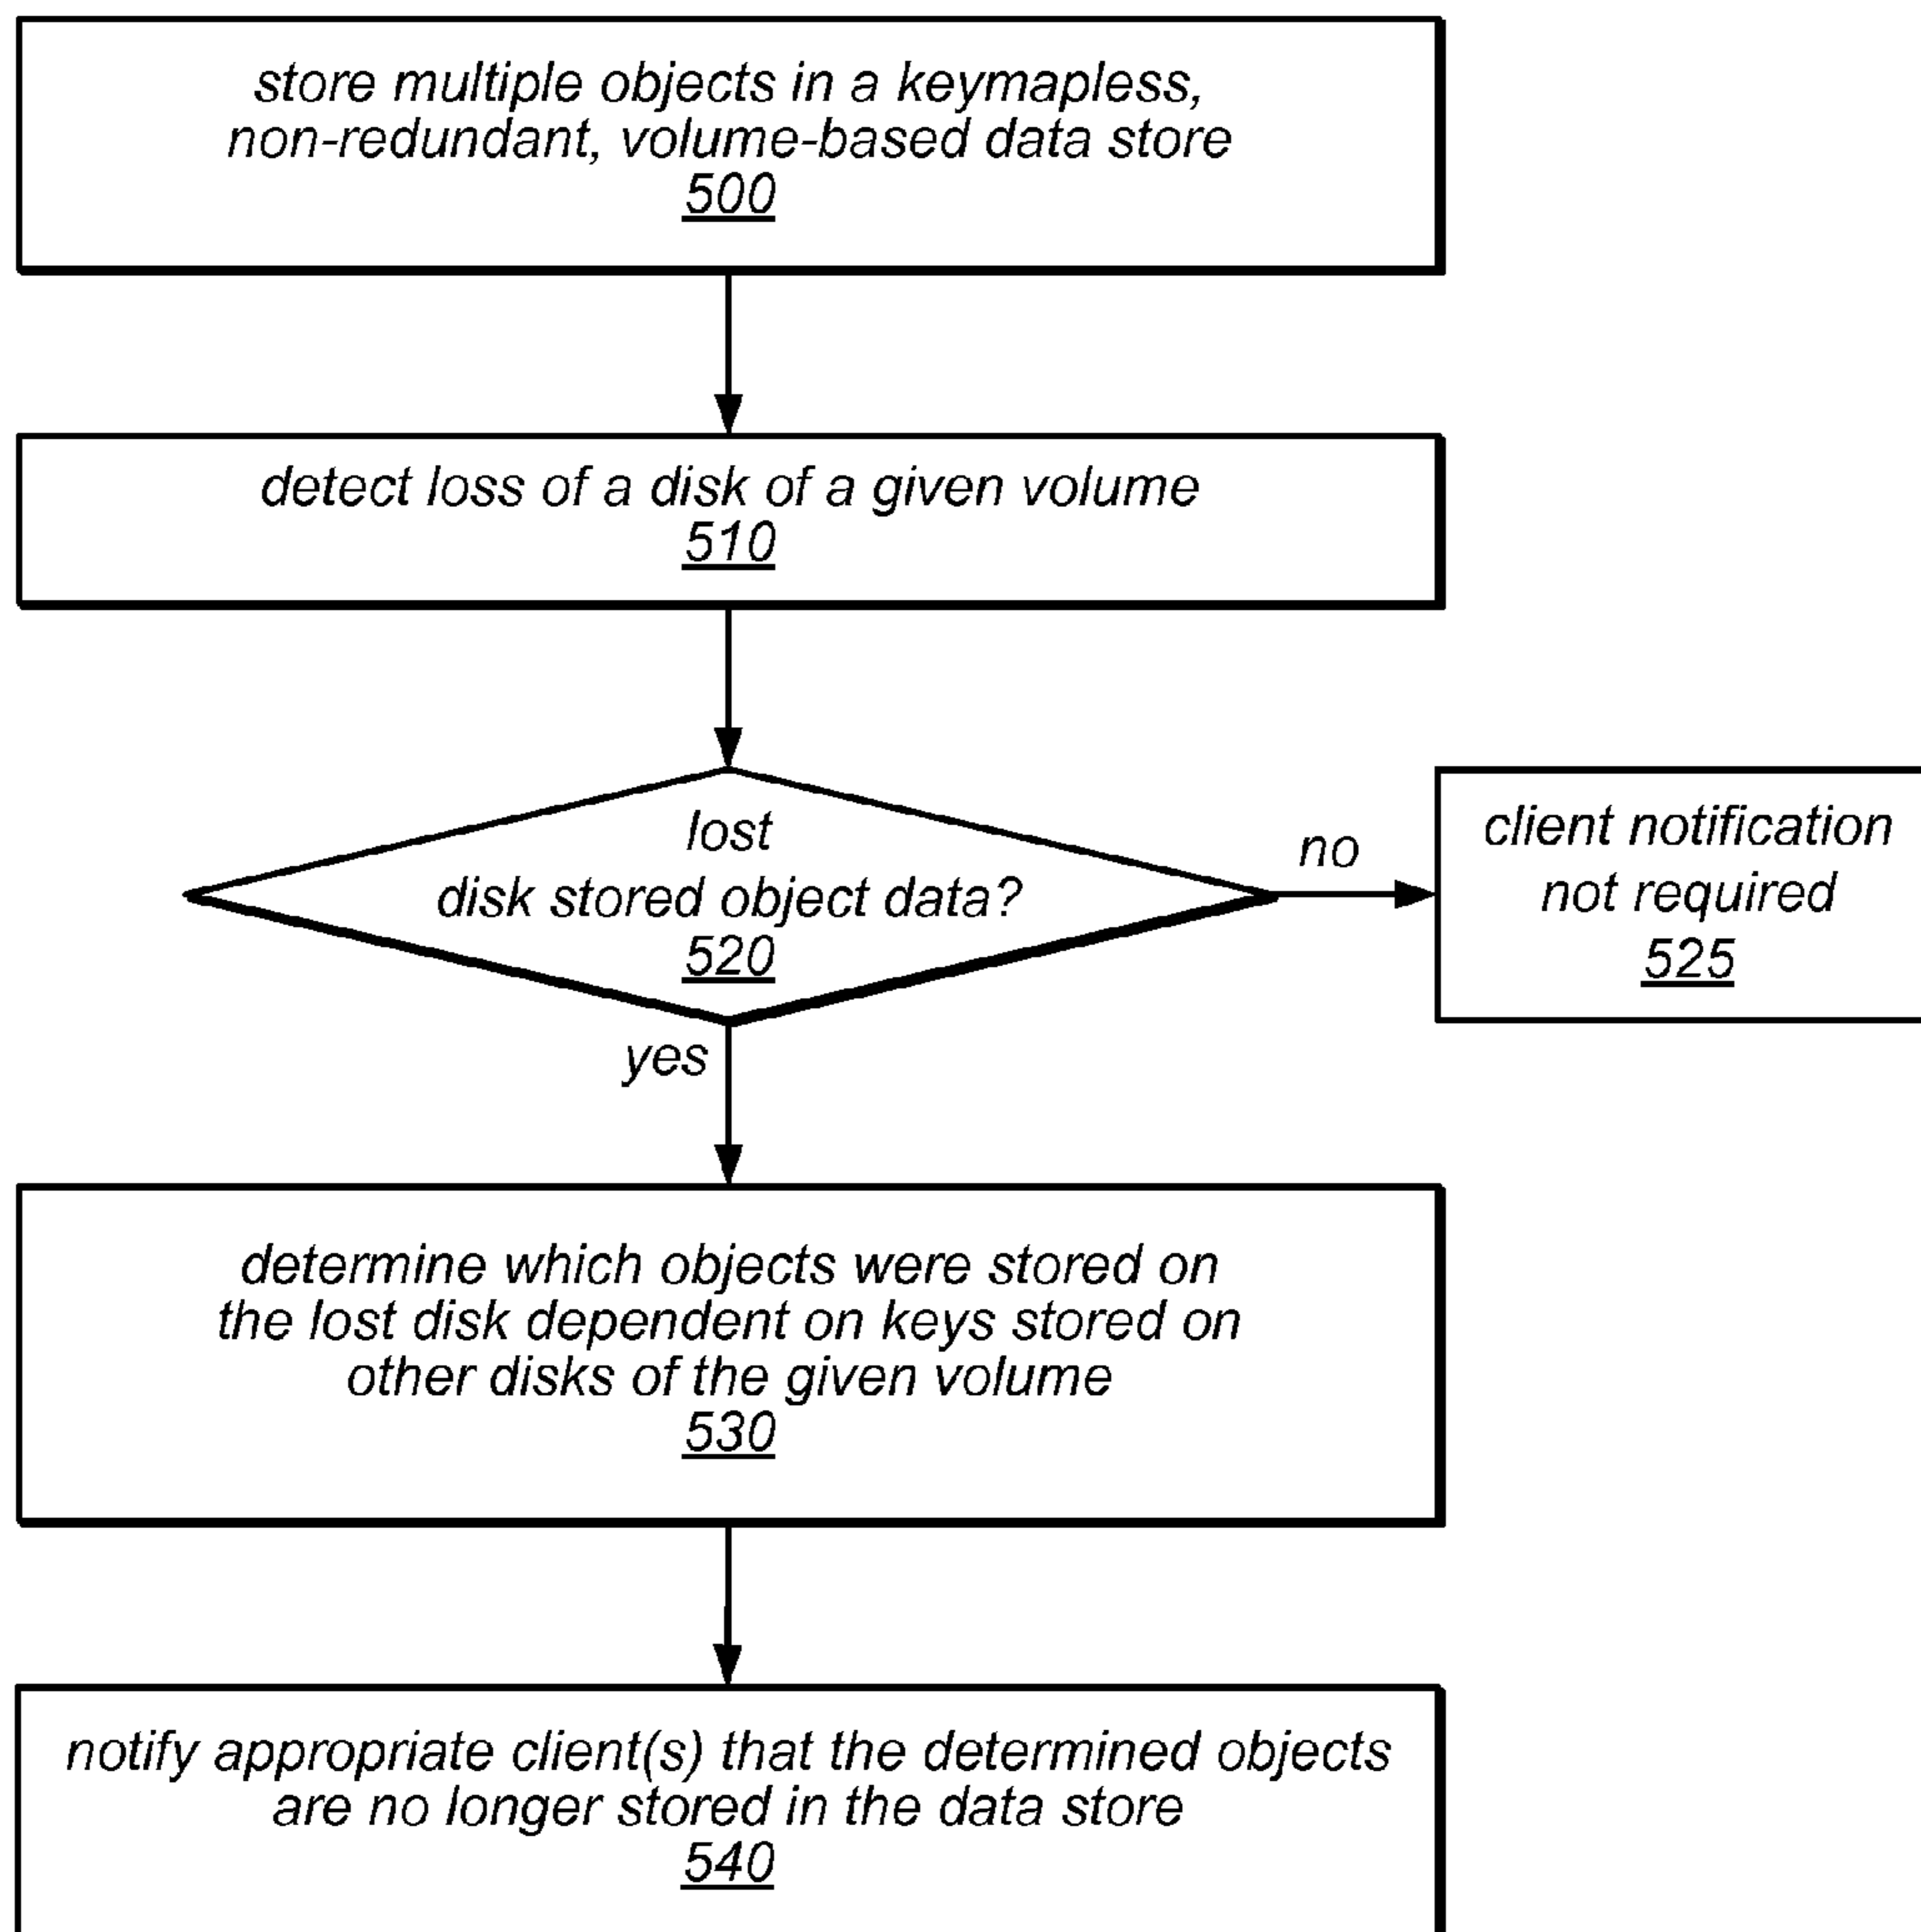 store multiple objects in a keymapless,
non-redundant, volume-based data store
500
detect loss of a disk of a given volume
510
lost
disk stored object data?
520
no
client notification
not required
525
yes
determine which objects were stored on
the lost disk dependent on keys stored on
other disks of the given volume
530
notify appropriate client(s) that the determined objects
are no longer stored in the data store
540